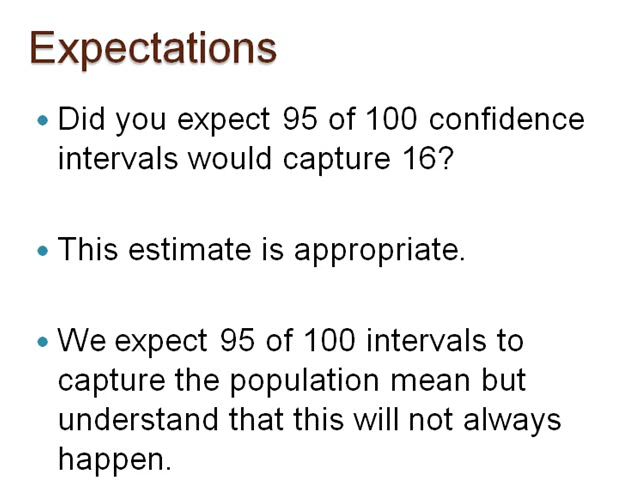 Expectations
• Did you expect 95 of 100 confidence
intervals would capture 16?
• This estimate is appropriate.
• We expect 95 of 100 intervals to
capture the population mean but
understand that this will not always
happen.